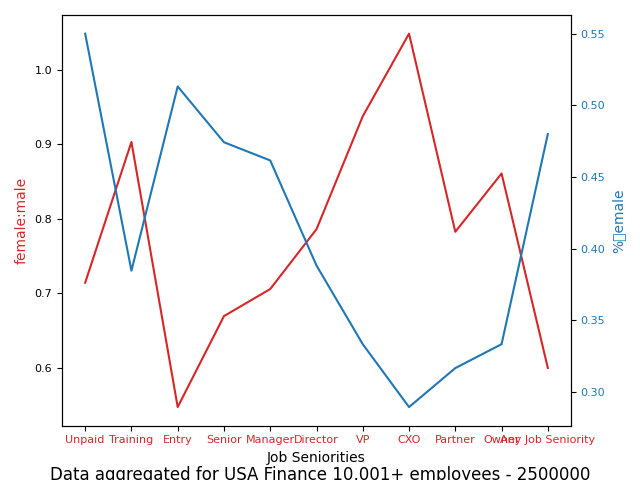 1.0
0.9
0.8
0.7
0.6
female:male
0.55
0.50
0.45
0.40
0.35
0.30
%▯emale
Unpaid Training Entry Senior Manager Director VP CXO Partner Owner Any Job Seniority
Job Seniorities
Data aggregated for USA Finance 10.001+ employees - 2500000